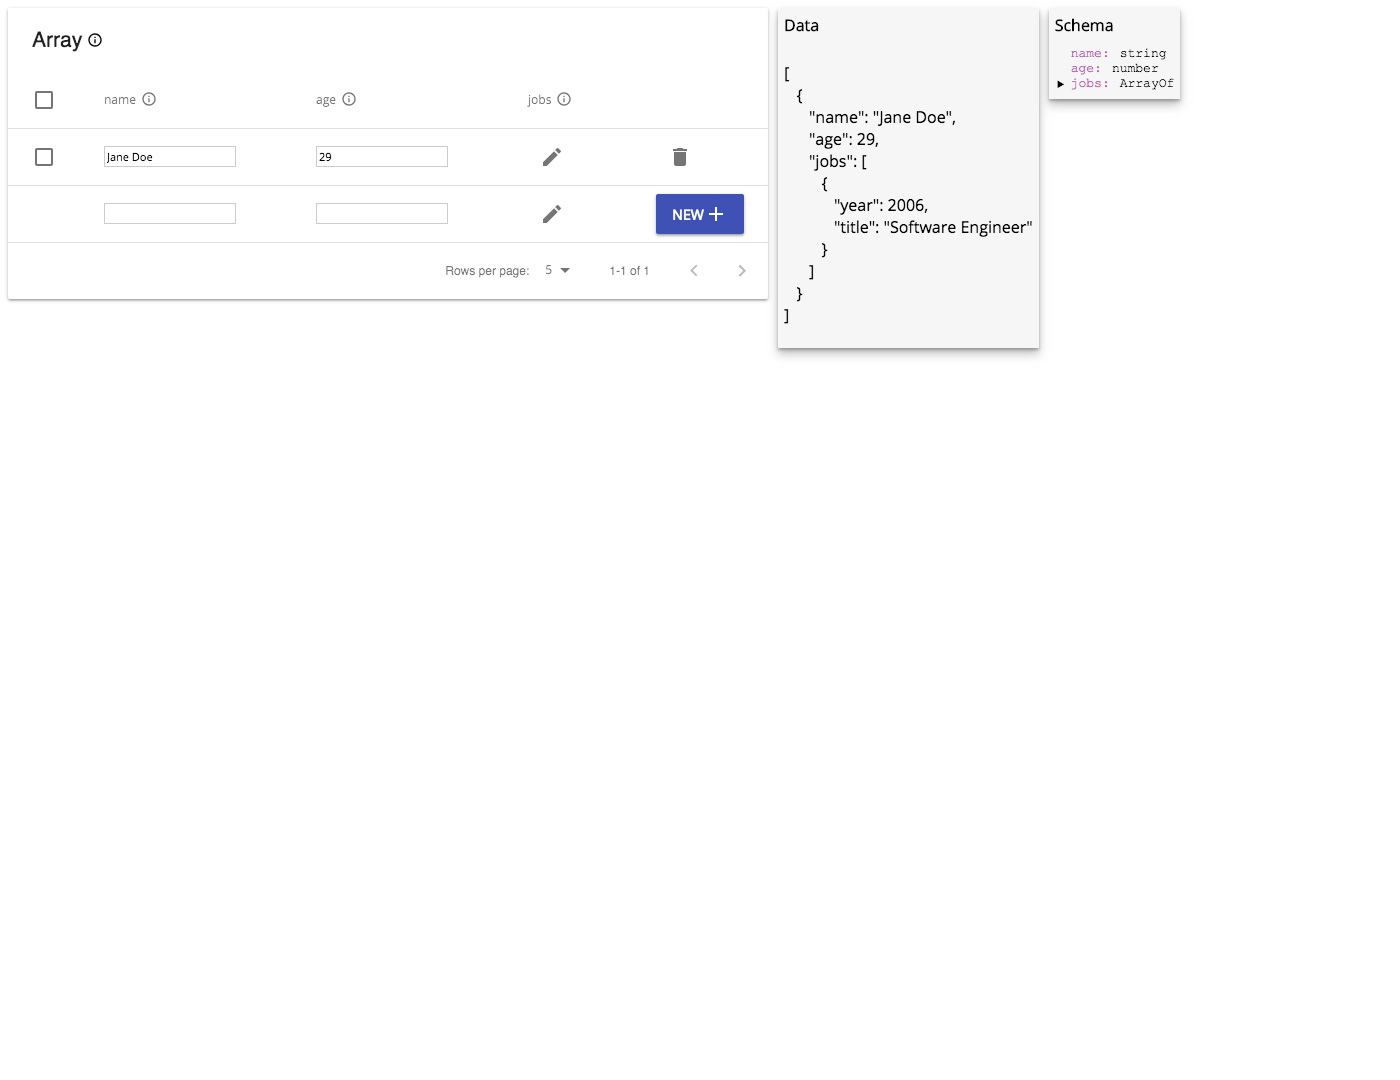 Array
name age jobs
Jane Doe 29
NEW
Rows per page: 5 1-1 of 1
Data
[
{
"name": "Jane Doe",
"age": 29,
"jobs": [
{
"year": 2006,
"title": "Software Engineer"
}
]
}
]
Schema
name: string
age: number
jobs: ArrayOf